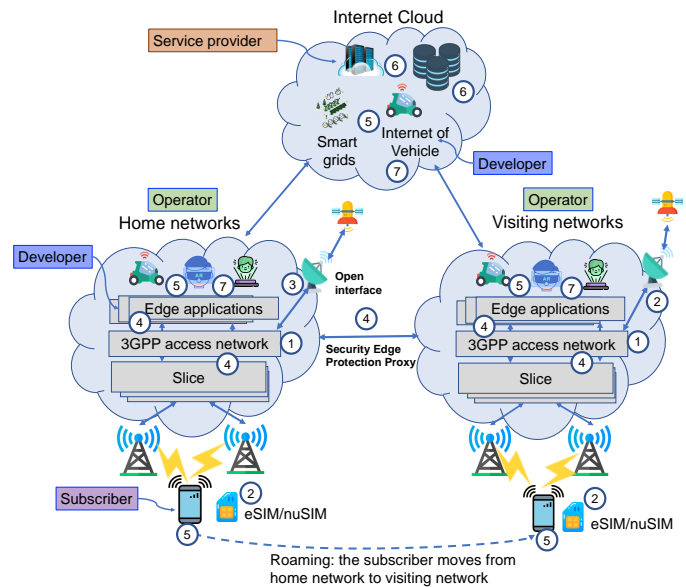 Internet Cloud
Service provider
6
6
5
Smart
grids
Internet of
Vehicle
7
Developer
Operator
Home networks
Operator
Visiting networks
Developer
5
AR
7
3
Open
interface
Edge applications
4
3GPP access network
1
4
Slice
4
Security Edge
Protection Proxy
5
AR
7
2
Edge applications
4
3GPP access network
1
4
Slice
Subscriber
2
eSIM/nuSIM
5
2
eSIM/nuSIM
5
Roaming: the subscriber moves from
home network to visiting network